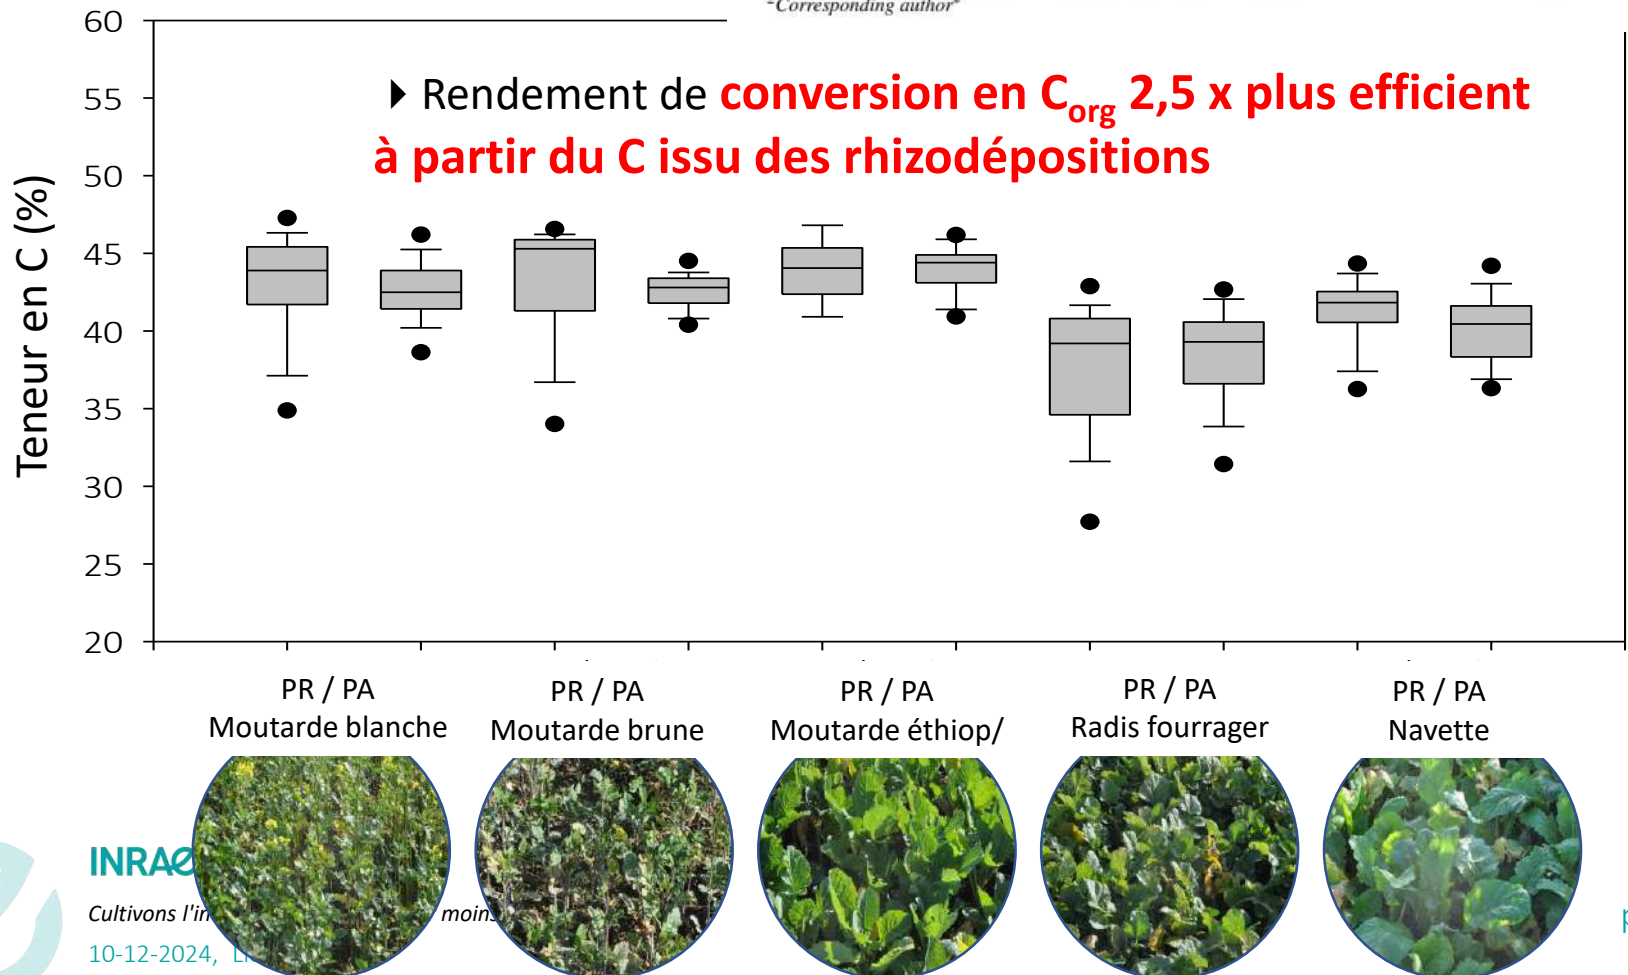 ²Corresponding author*
Rendement de conversion en Corg 2,5 x plus efficient
à partir du C issu des rhizodépositions
Teneur en C (%)
60
55
50
45
40
35
30
25
20
PR / PA
Moutarde blanche
PR / PA
Moutarde brune
PR / PA
Moutarde éthiop/
PR / PA
Radis fourrager
PR / PA
Navette
INRAE
Cultivons l'in
moins
10-12-2024,
p